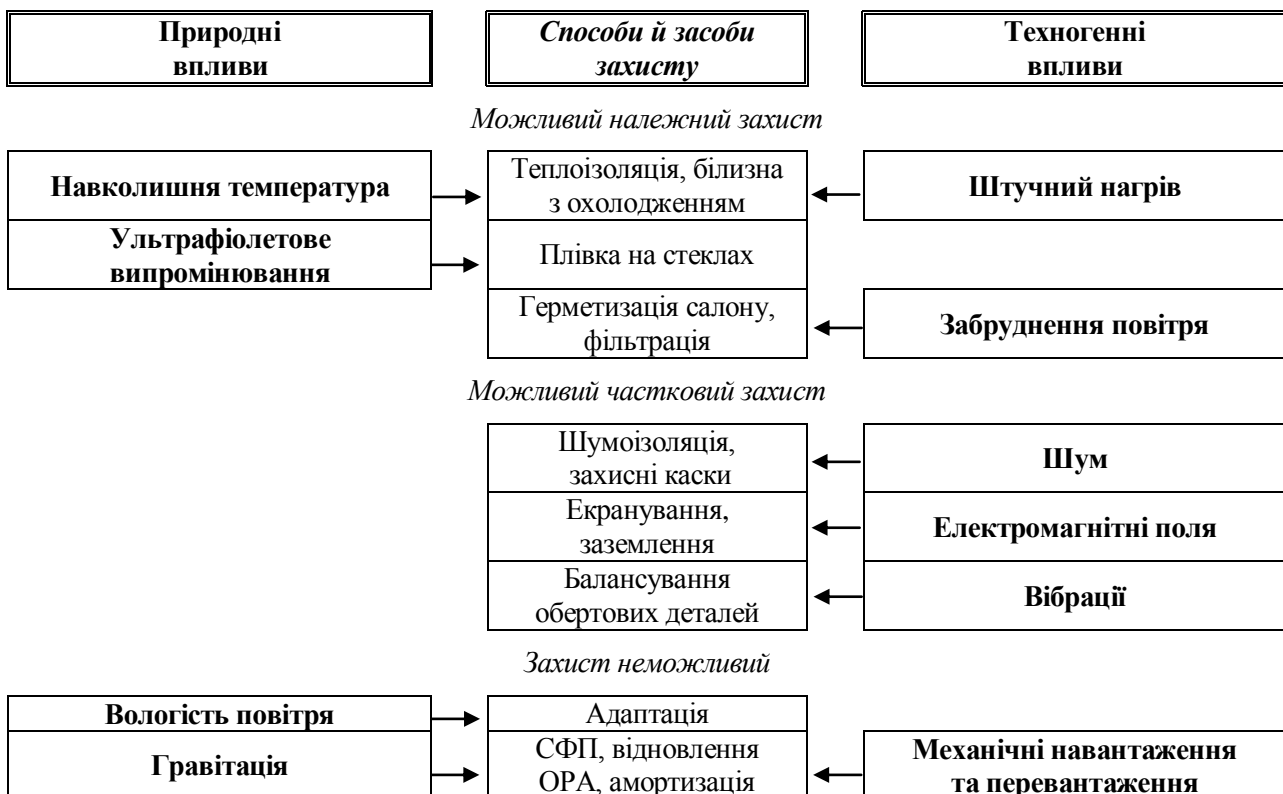 Природні
впливи
Способи й засоби
захисту
Техногенні
впливи
Можливий належний захист
Навколишня температура
Теплоізоляція, білизна
з охолодженням
Штучний нагрів
Ультрафіолетове
випромінювання
Плівка на стеклах
Герметизація салону,
фільтрація
Забруднення повітря
Можливий частковий захист
Шумоізоляція,
захисні каски
Шум
Екранування,
заземлення
Електромагнітні поля
Балансування
обертових деталей
Вібрації
Захист неможливий
Вологість повітря
Адаптація
Гравітація
СФП, відновлення
ОРА, амортизація
Механічні навантаження
та перевантаження